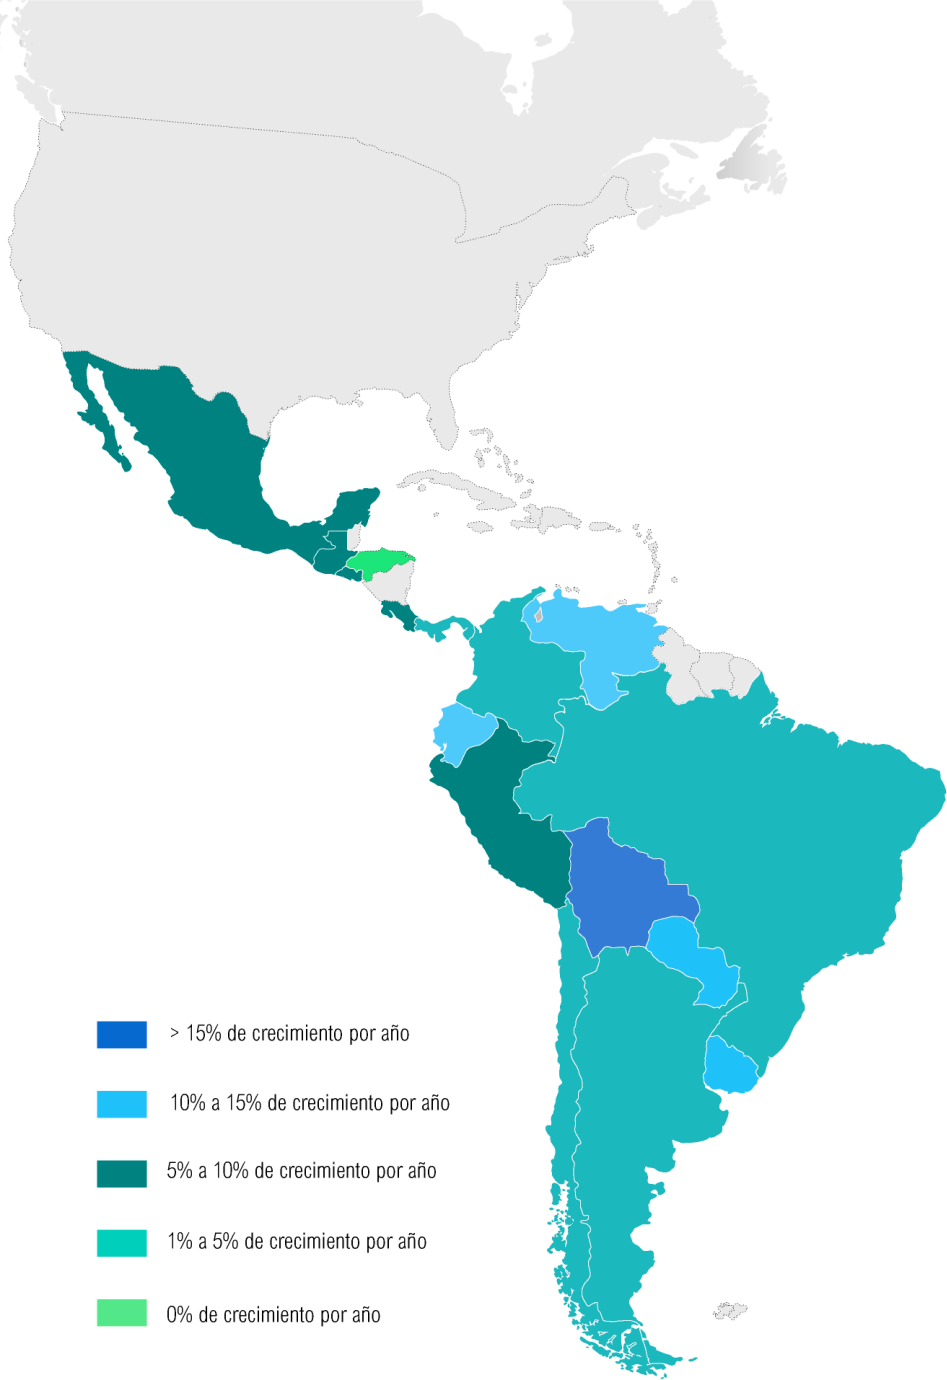 > 15% de crecimiento por año
10% a 15% de crecimiento por año
5% a 10% de crecimiento por año
1% a 5% de crecimiento por año
0% de crecimiento por año